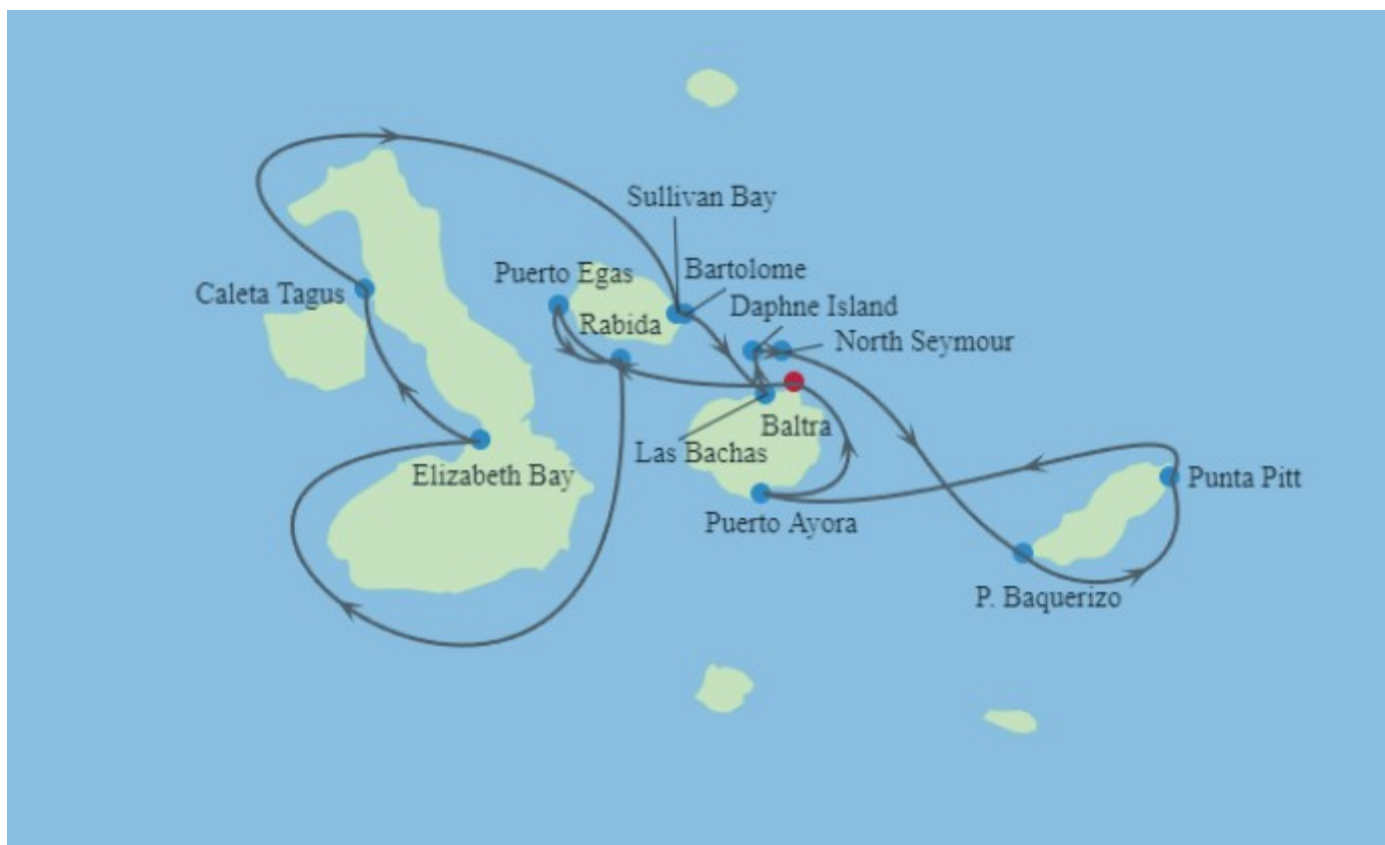 Sullivan Bay
Bartolome
Puerto Egas
Caleta Tagus
Daphne Island
Rabida
North Seymour
Baltra
Las Bachas
Elizabeth Bay
Punta Pitt
Puerto Ayora
P. Baquerizo